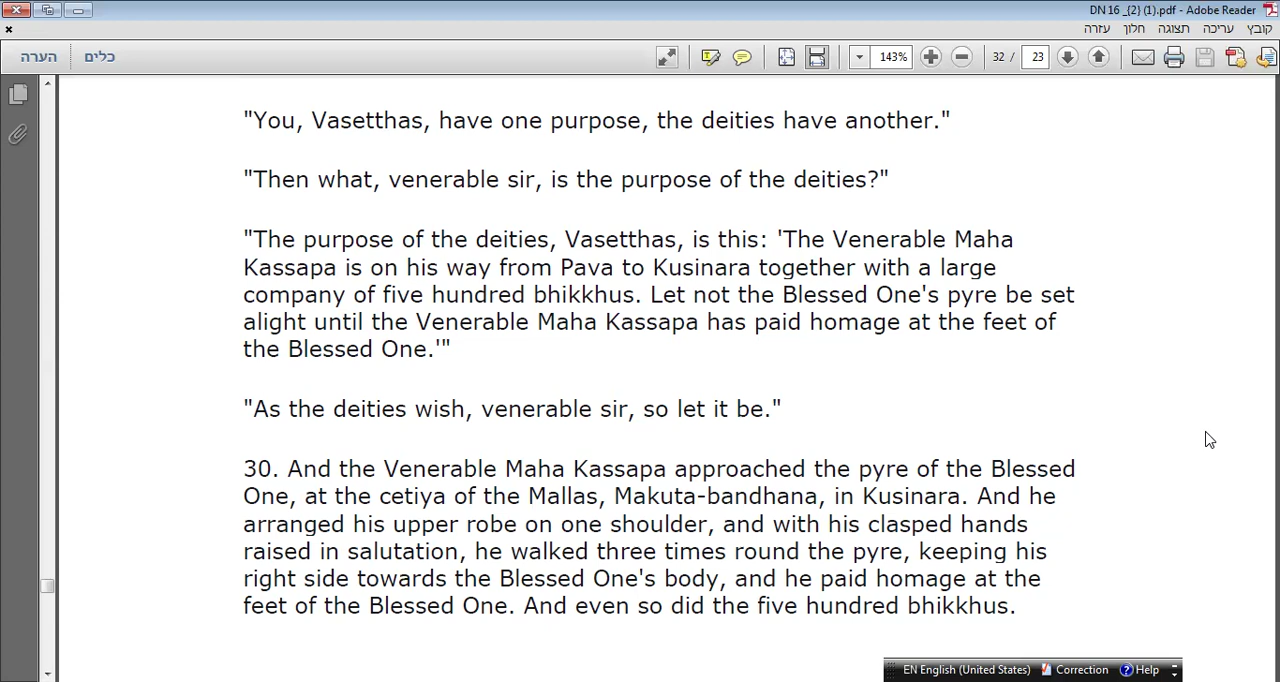 DN 16 _{2} (1).pdf - Adobe Reader
קובץ עריכה תצוגה חלון עזרה
כלים הערה 143% 32 / 23
"You, Vasetthas, have one purpose, the deities have another."
"Then what, venerable sir, is the purpose of the deities?"
"The purpose of the deities, Vasetthas, is this: 'The Venerable Maha
Kassapa is on his way from Pava to Kusinara together with a large
company of five hundred bhikkhus. Let not the Blessed One's pyre be set
alight until the Venerable Maha Kassapa has paid homage at the feet of
the Blessed One.'"
"As the deities wish, venerable sir, so let it be."
30. And the Venerable Maha Kassapa approached the pyre of the Blessed
One, at the cetiya of the Mallas, Makuta-bandhana, in Kusinara. And he
arranged his upper robe on one shoulder, and with his clasped hands
raised in salutation, he walked three times round the pyre, keeping his
right side towards the Blessed One's body, and he paid homage at the
feet of the Blessed One. And even so did the five hundred bhikkhus.
EN English (United States) Correction Help